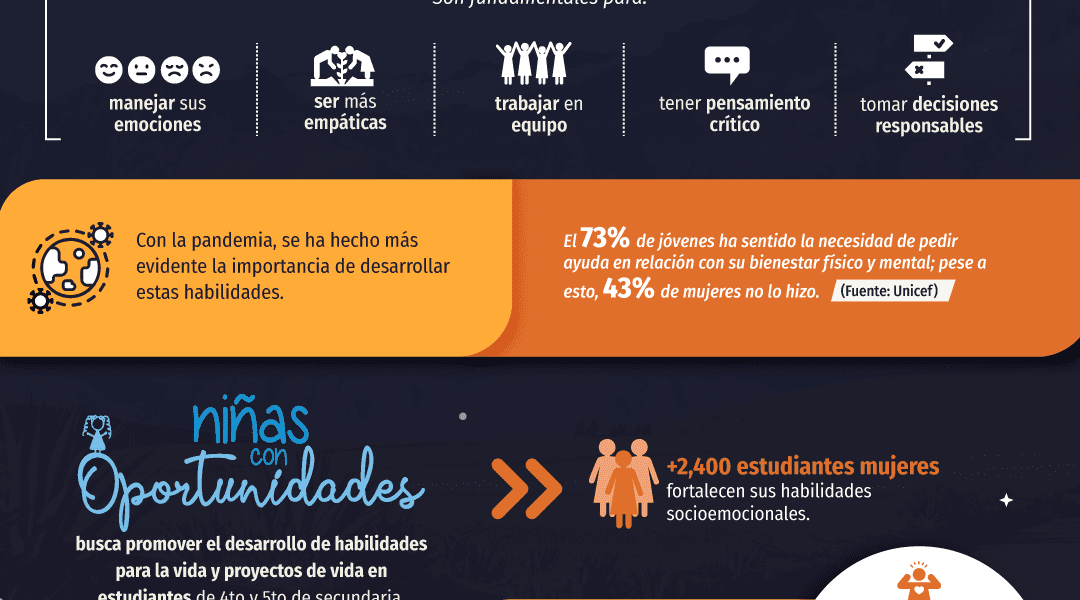 Son fundamentales para:
manejar sus
emociones
ser más
empáticas
trabajar en
equipo
tener pensamiento
crítico
tomar decisiones
responsables
Con la pandemia, se ha hecho más
evidente la importancia de desarrollar
estas habilidades.
El 73% de jóvenes ha sentido la necesidad de pedir
ayuda en relación con su bienestar físico y mental; pese a
esto, 43% de mujeres no lo hizo. (Fuente: Unicef)
niñas
con
Oportunidades
busca promover el desarrollo de habilidades
para la vida y proyectos de vida en
estudiantes de 4to y 5to de secundaria
+2,400 estudiantes mujeres
fortalecen sus habilidades
socioemocionales.